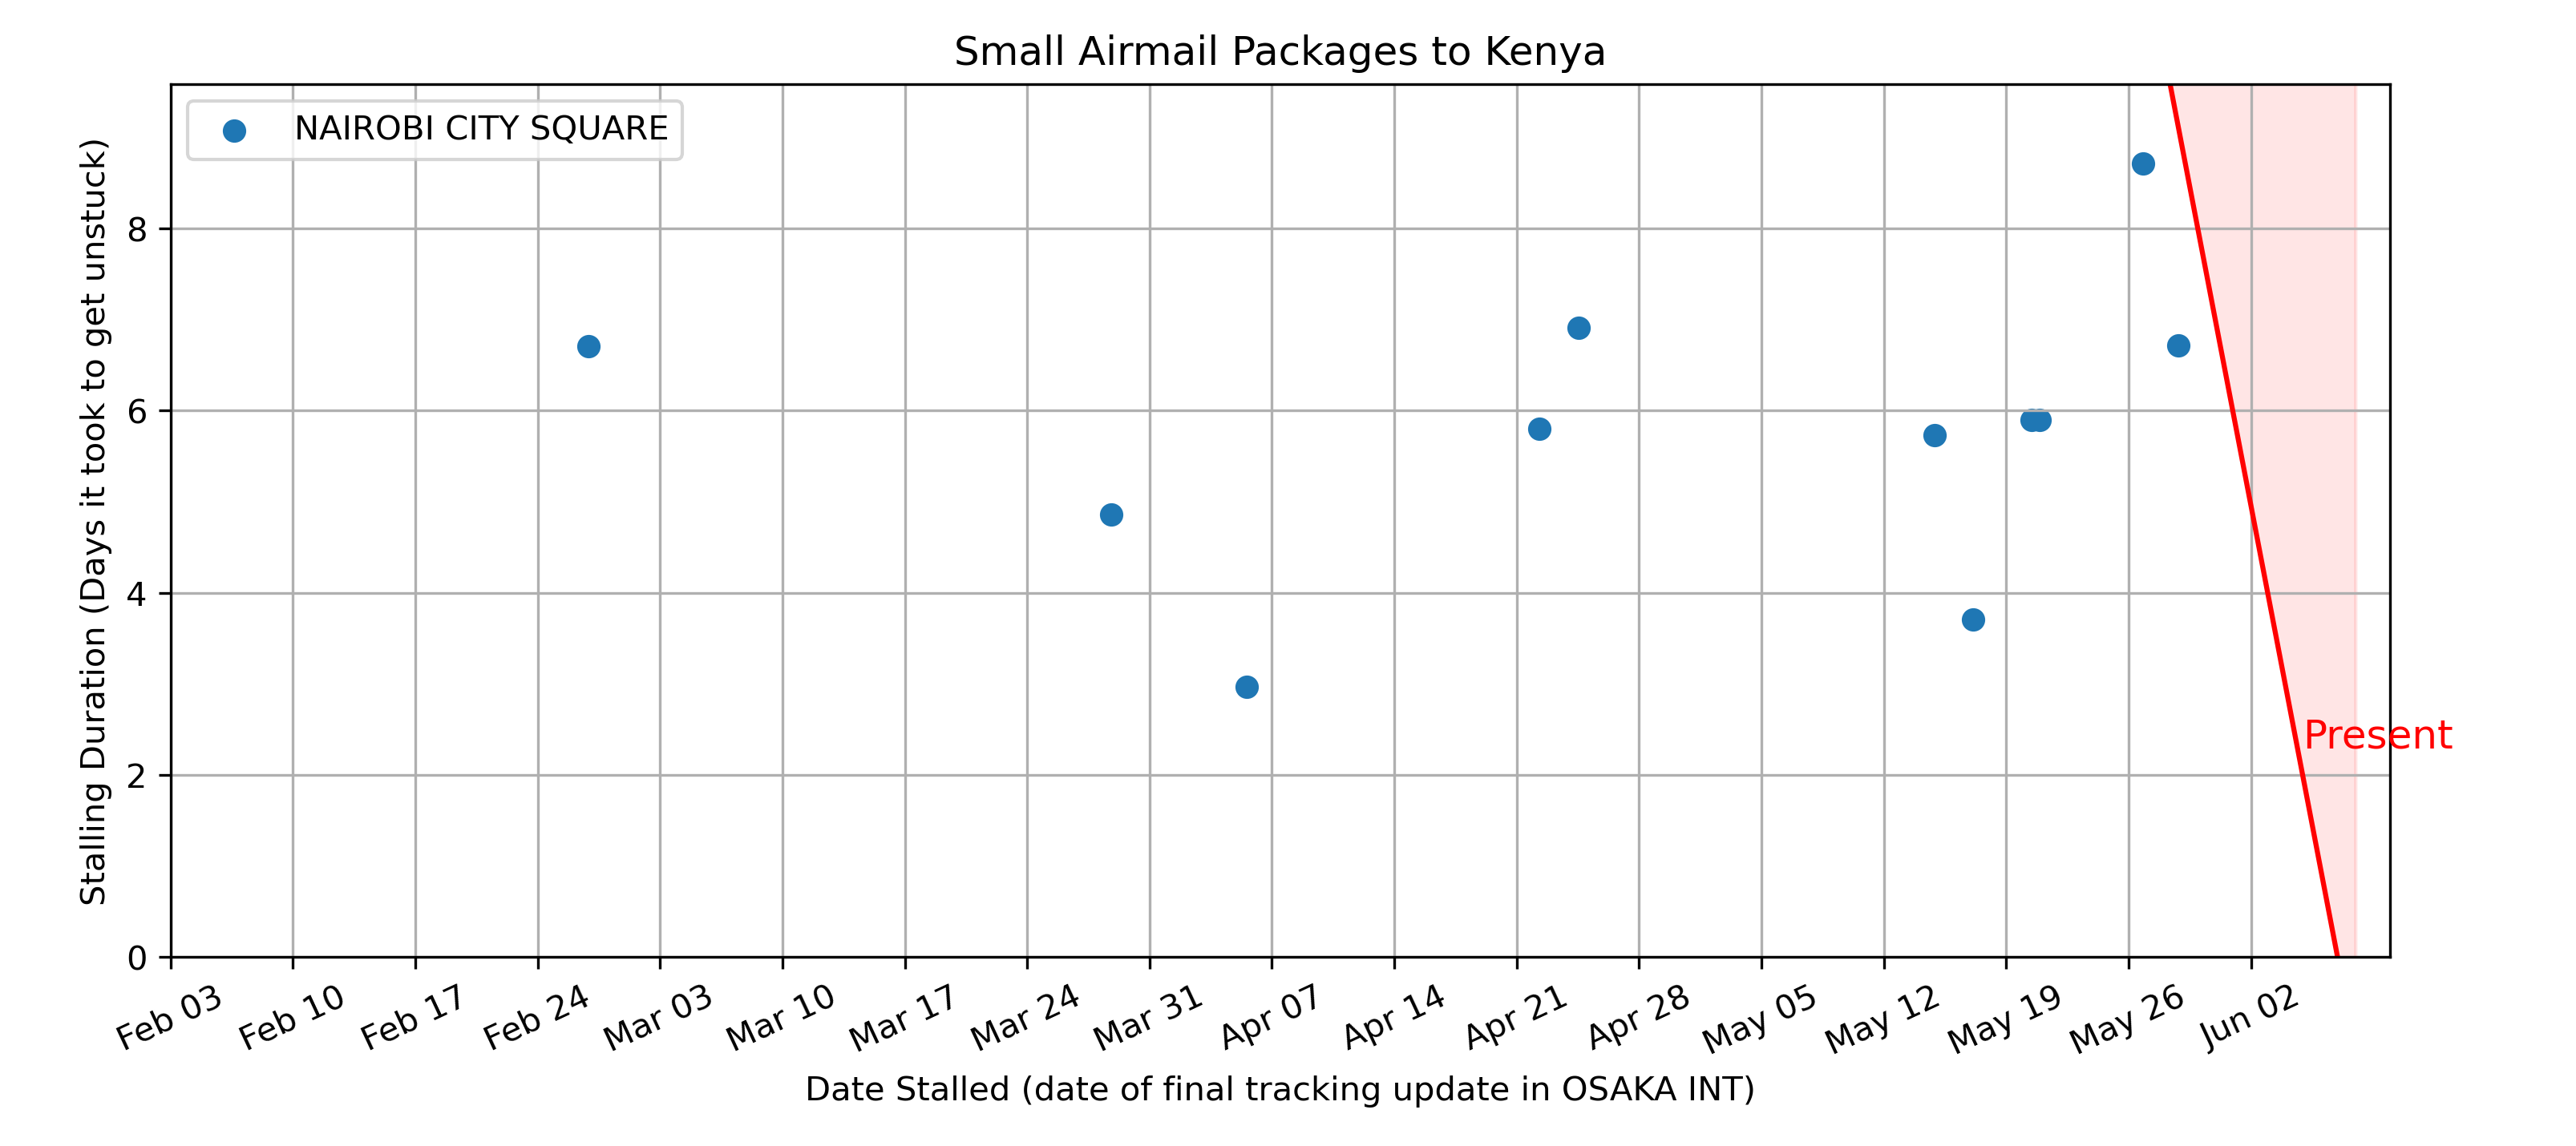 Small Airmail Packages to Kenya
NAIROBI CITY SQUARE
Stalling Duration (Days it took to get unstuck)
8
6
4
2
0
Present
Feb 03
Feb 10
Feb 17
Feb 24
Mar 03
Mar 10
Mar 17
Mar 24
Mar 31
Apr 07
Apr 14
Apr 21
Apr 28
May 05
May 12
May 19
May 26
Jun 02
Date Stalled (date of final tracking update in OSAKA INT)